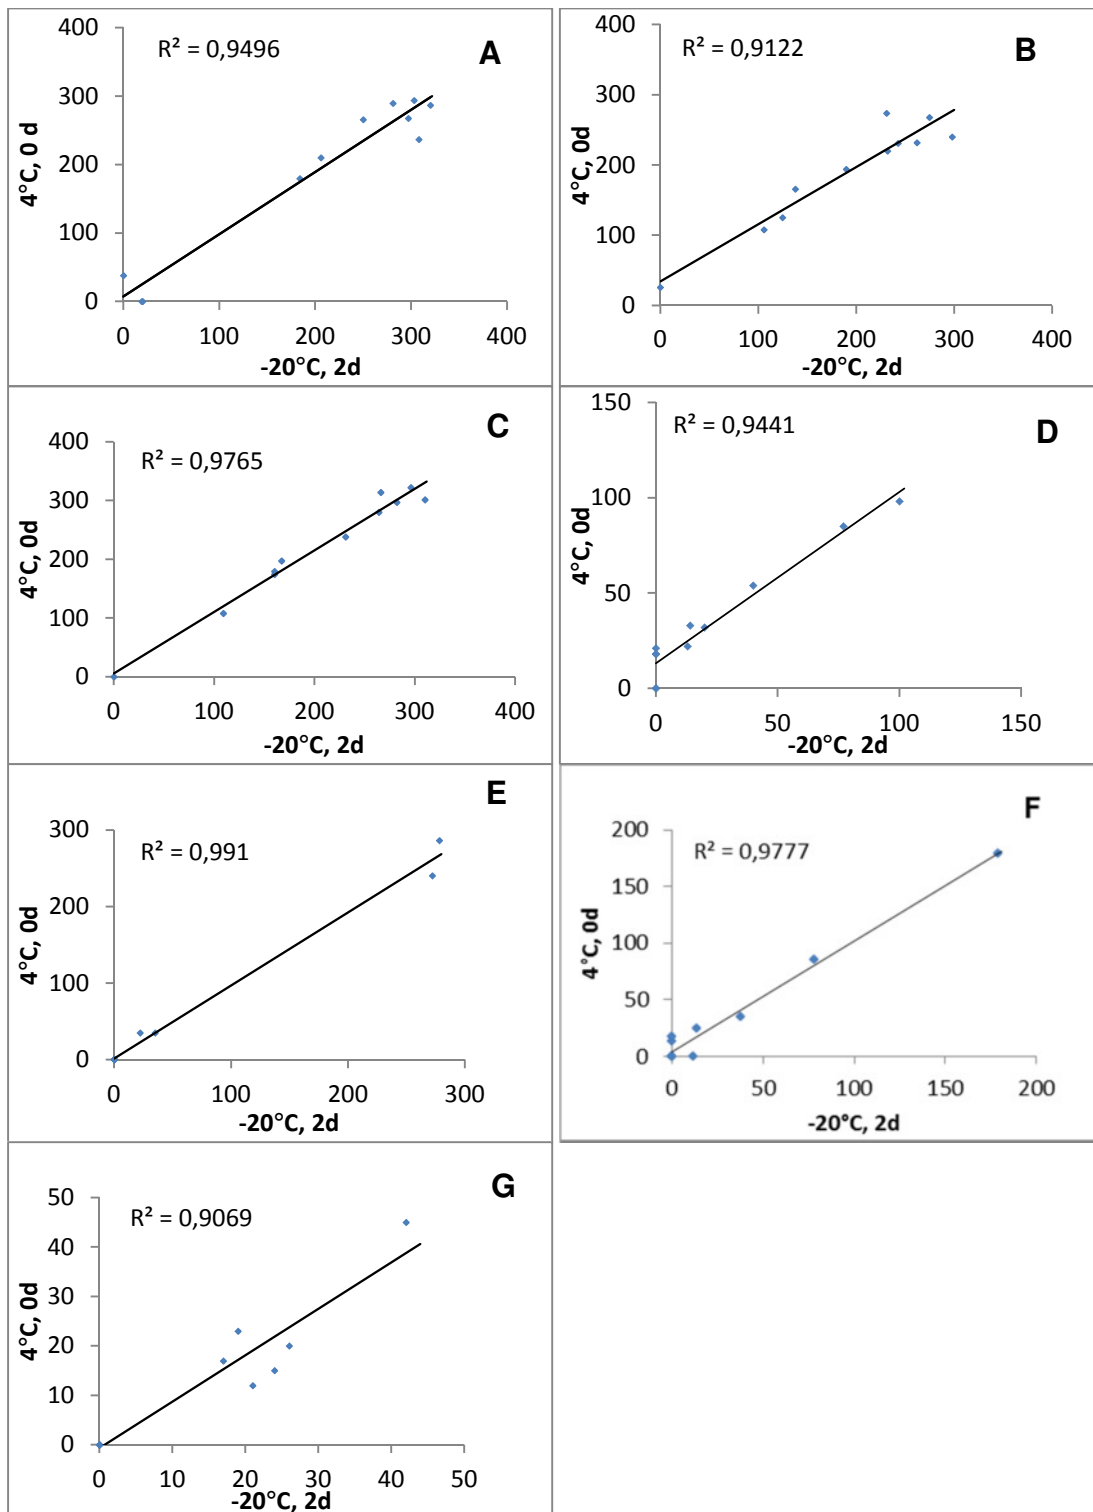 R² = 0,9496
A
400
300
200
100
0
4°C, 0 d
0 100 200 300 400
-20°C, 2d
R² = 0,9122
B
400
300
200
100
0
4°C, 0d
0 100 200 300 400
-20°C, 2d
C
R² = 0,9765
400
300
200
100
0
4°C, 0d
0 100 200 300 400
-20°C, 2d
R² = 0,9441
D
150
100
50
0
4°C, 0d
0 50 100 150
-20°C, 2d
E
R² = 0,991
300
200
100
0
4°C, 0d
0 100 200 300
-20°C, 2d
F
R² = 0,9777
200
150
100
50
0
4°C, 0d
0 50 100 150 200
-20°C, 2d
G
R² = 0,9069
50
40
30
20
10
0
4°C, 0d
0 10 20 30 40 50
-20°C, 2d